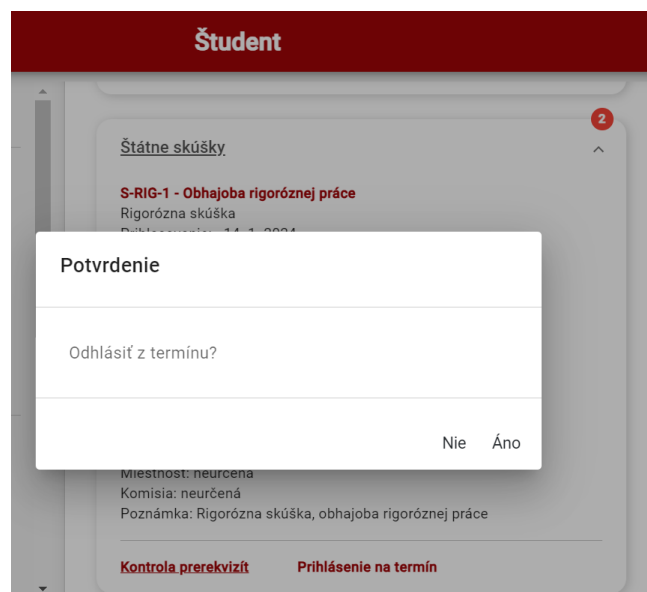 Študent
2
Štátne skúšky
S-RIG-1 - Obhajoba rigoróznej práce
Rigorózna skúška
Potvrdenie
Odhlásiť z termínu?
Nie Áno
Miestnosť: neurčená
Komisia: neurčená
Poznámka: Rigorózna skúška, obhajoba rigoróznej práce
Kontrola prerekvizít Prihlásenie na termín